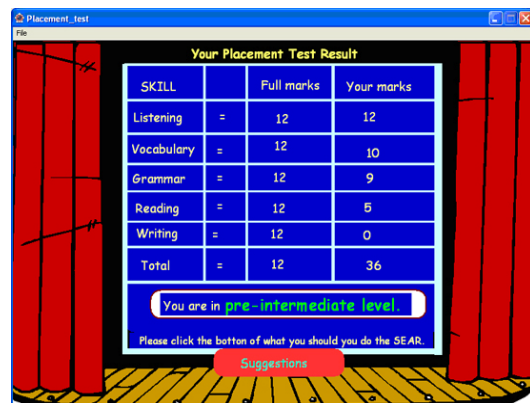 Placement_test
File
Your Placement Test Result
SKILL Full marks Your marks
Listening = 12 12
Vocabulary = 12 10
Grammar = 12 9
Reading = 12 5
Writing = 12 0
Total = 12 36
You are in pre-intermediate level.
Please click the botton of what you should you do the SEAR.
Suggestions